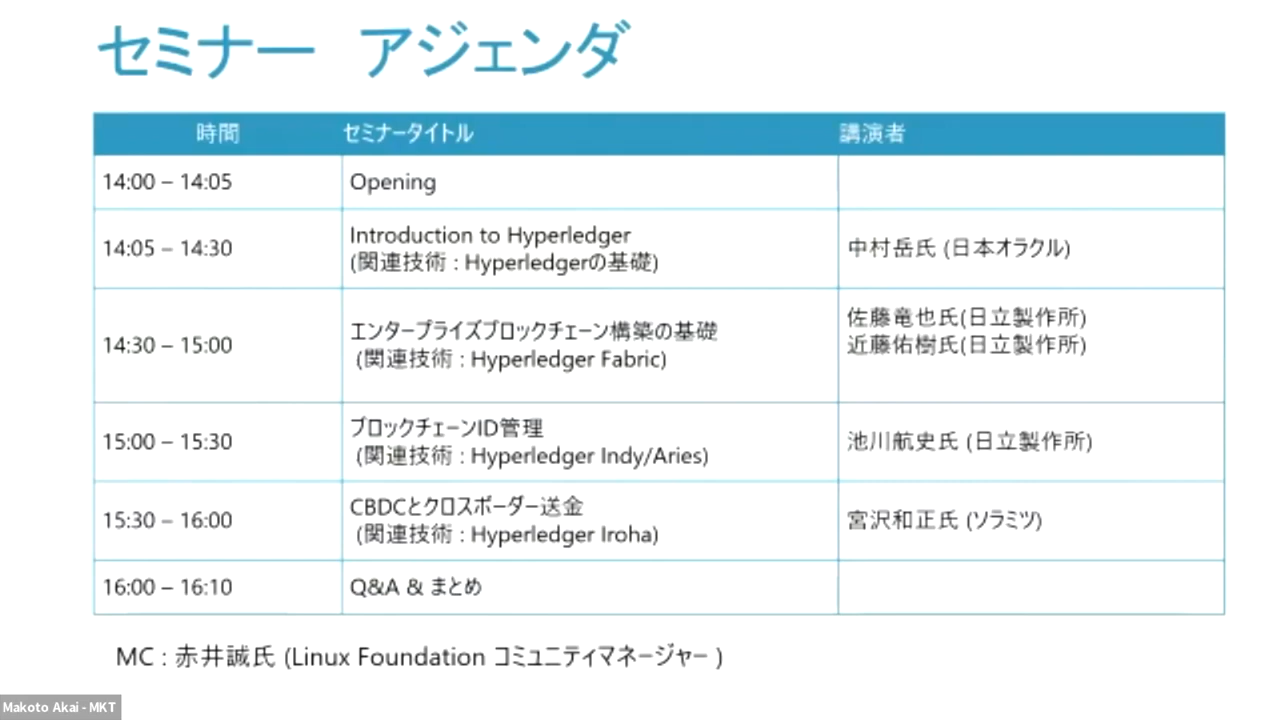 セミナー　アジェンダ
時間 セミナータイトル 講演者
14:00 – 14:05 Opening
14:05 – 14:30 Introduction to Hyperledger
(関連技術 : Hyperledgerの基礎) 中村岳氏 (日本オラクル)
14:30 – 15:00 エンタープライズブロックチェーン構築の基礎
(関連技術 : Hyperledger Fabric) 佐藤竜也氏(日立製作所)
近藤佑樹氏(日立製作所)
15:00 – 15:30 ブロックチェーンID管理
(関連技術 : Hyperledger Indy/Aries) 池川航史氏 (日立製作所)
15:30 – 16:00 CBDCとクロスボーダー送金
(関連技術 : Hyperledger Iroha) 宮沢和正氏 (ソラミツ)
16:00 – 16:10 Q&A & まとめ
MC : 赤井誠氏 (Linux Foundation コミュニティマネージャー )
Makoto Akai - MKT